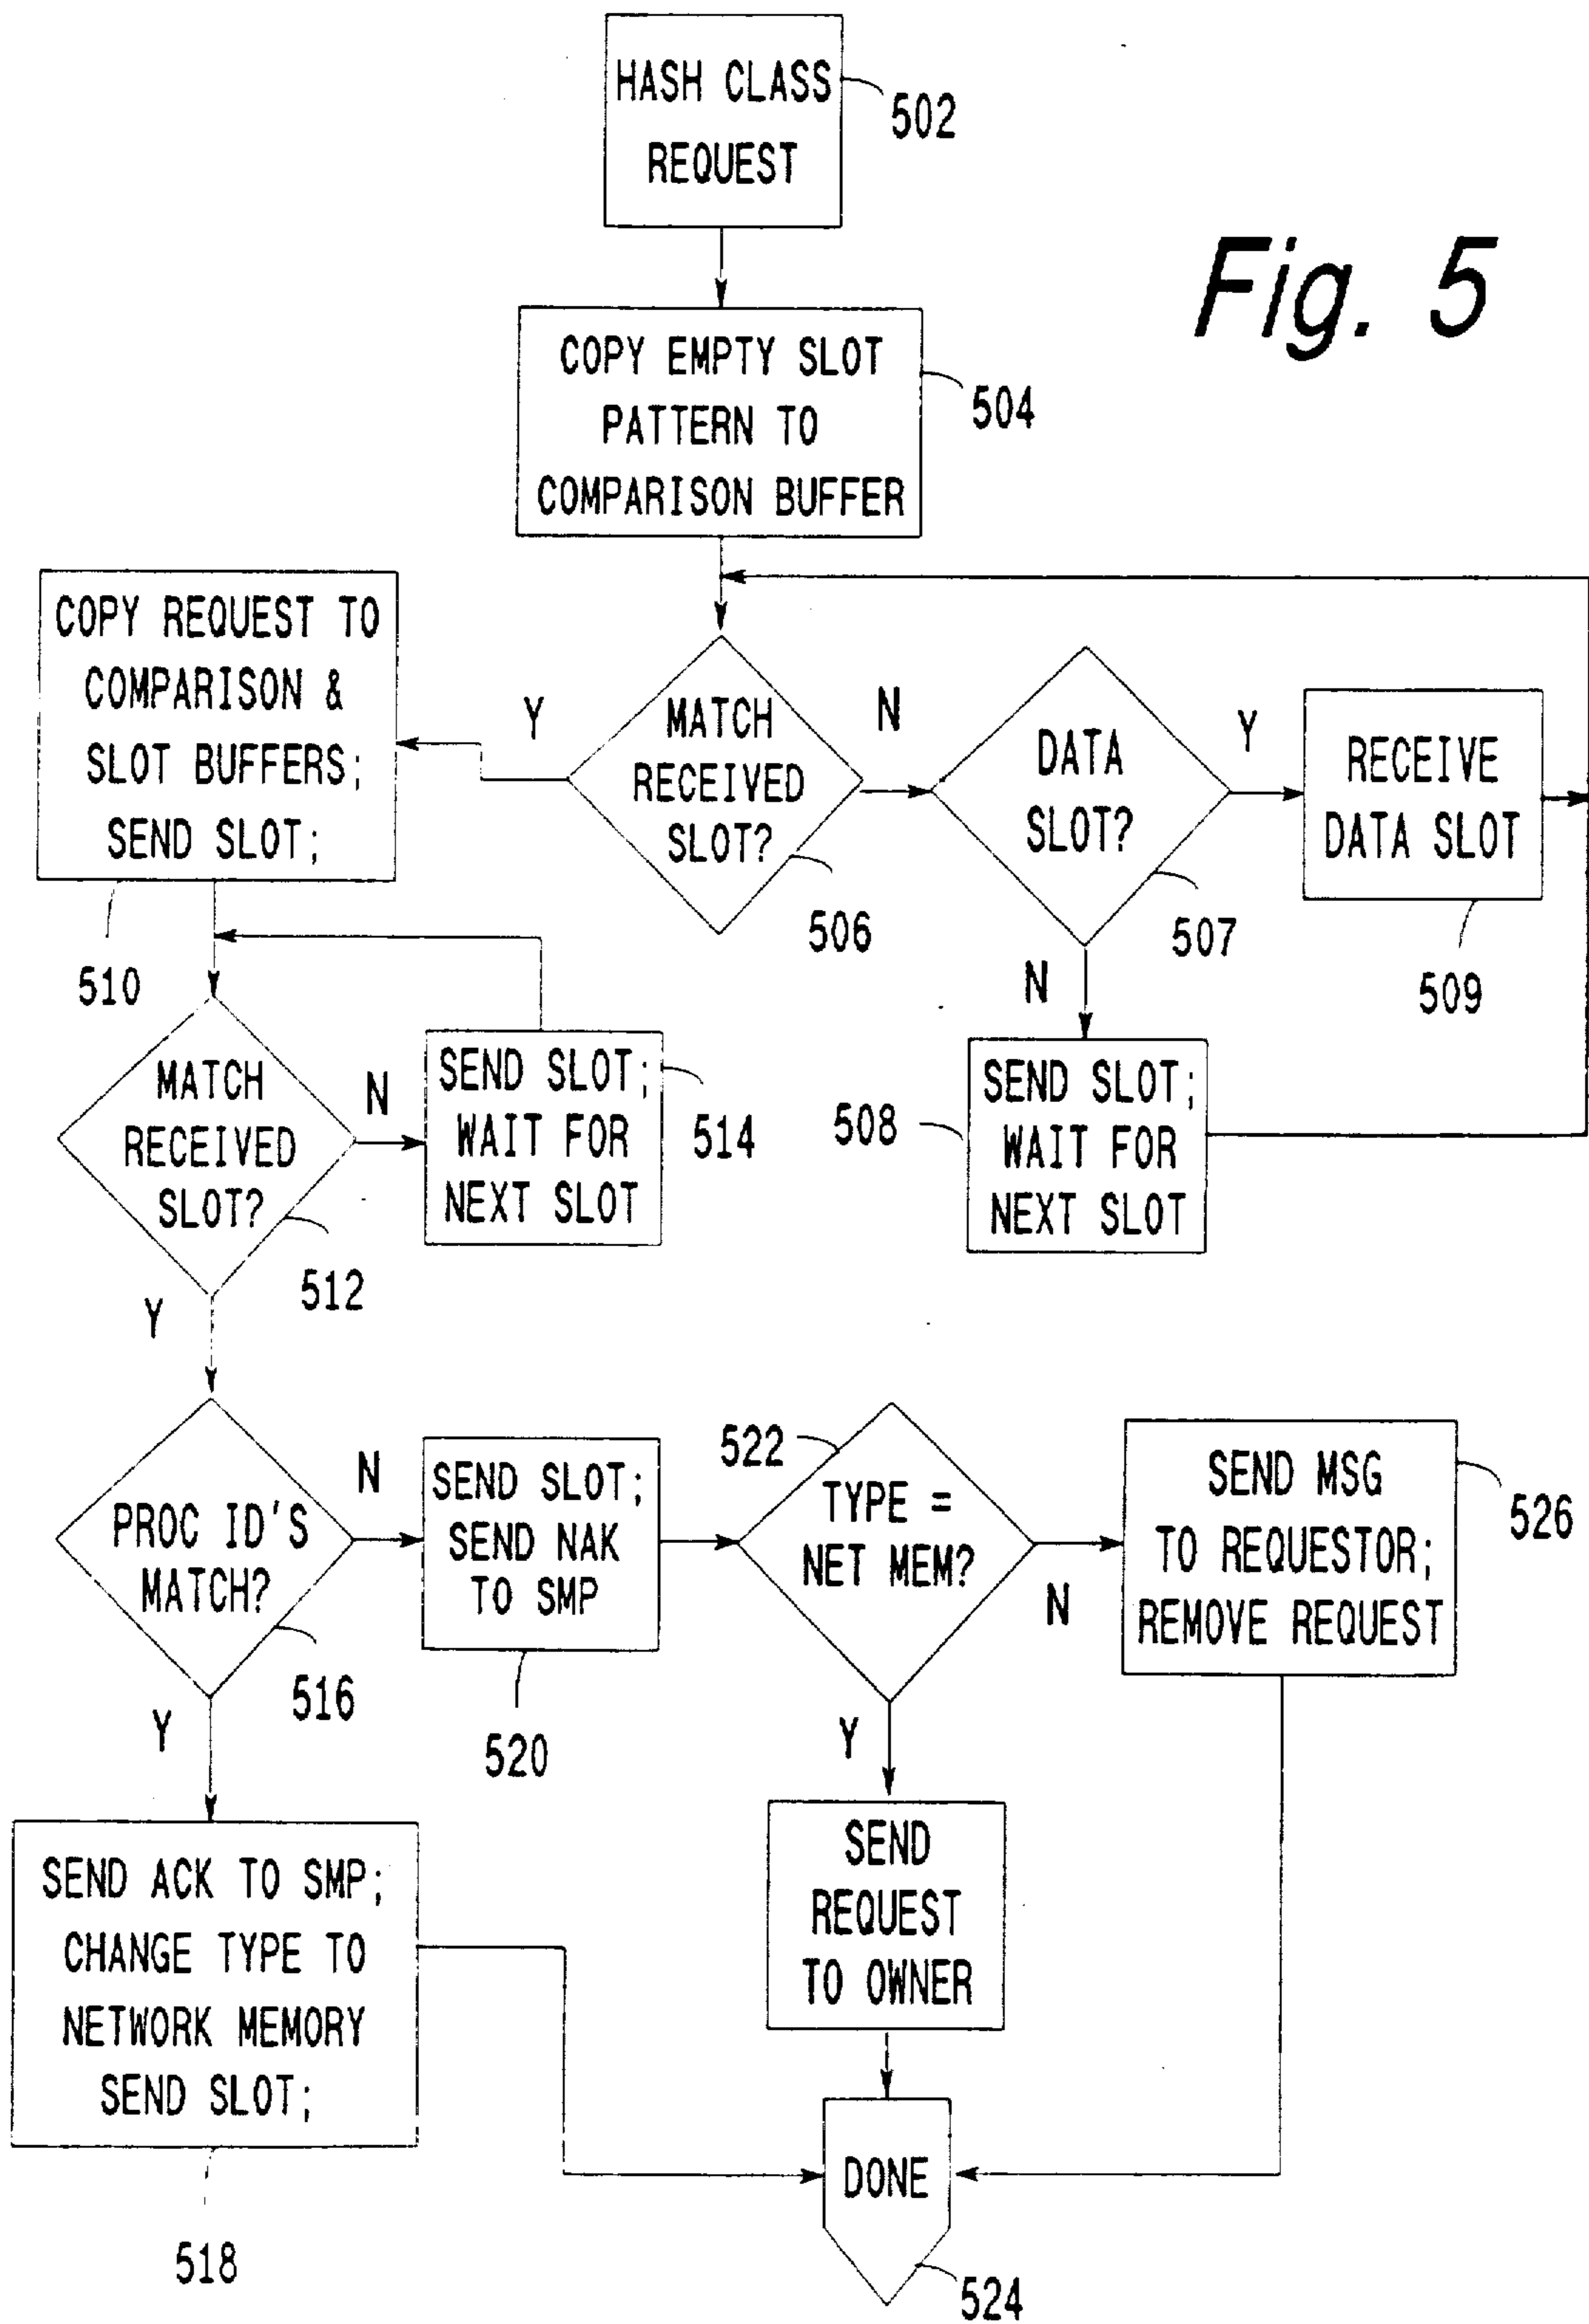 HASH CLASS
REQUEST
502
Fig. 5
COPY EMPTY SLOT
PATTERN TO
COMPARISON BUFFER
504
COPY REQUEST TO
COMPARISON &
SLOT BUFFERS;
SEND SLOT;
510
Y
MATCH
RECEIVED
SLOT?
506
N
DATA
SLOT?
507
Y
RECEIVE
DATA SLOT
509
N
SEND SLOT;
WAIT FOR
NEXT SLOT
508
MATCH
RECEIVED
SLOT?
512
N
SEND SLOT;
WAIT FOR
NEXT SLOT
514
Y
PROC ID'S
MATCH?
516
N
SEND SLOT;
SEND NAK
TO SMP
520
522
TYPE =
NET MEM?
N
SEND MSG
TO REQUESTOR;
REMOVE REQUEST
526
Y
Y
SEND ACK TO SMP;
CHANGE TYPE TO
NETWORK MEMORY
SEND SLOT;
518
SEND
REQUEST
TO OWNER
DONE
524